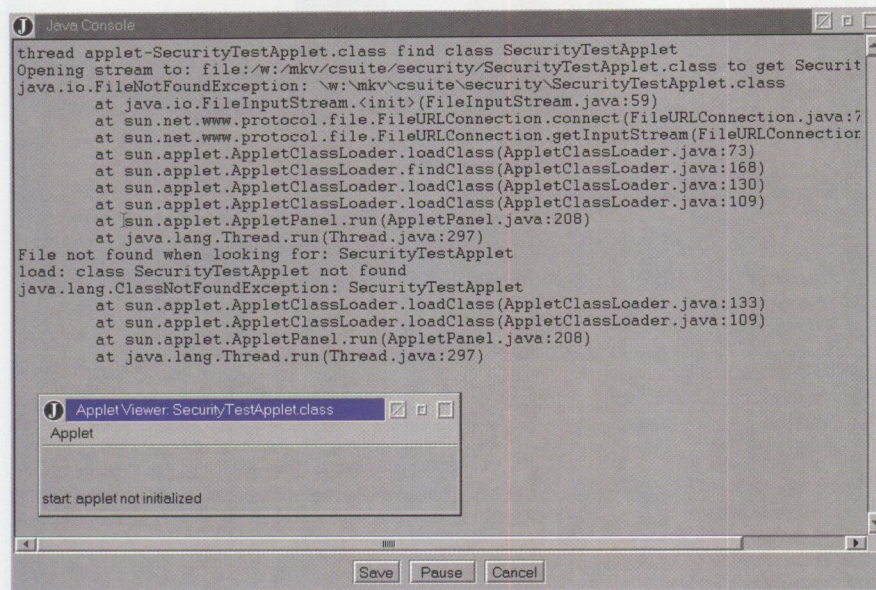 Java Console
thread applet-SecurityTestApplet.class find class SecurityTestApplet
Opening stream to: file:/w:/mkv/csuite/security/SecurityTestApplet.class to get Securit
java.io.FileNotFoundException: \w:\mkv\csuite\security\SecurityTestApplet.class
at java.io.FileInputStream.<init>(FileInputStream.java:59)
at sun.net.www.protocol.file.FileURLConnection.connect(FileURLConnection.java:7
at sun.net.www.protocol.file.FileURLConnection.getInputStream(FileURLConnection
at sun.applet.AppletClassLoader.loadClass(AppletClassLoader.java:73)
at sun.applet.AppletClassLoader.findClass(AppletClassLoader.java:168)
at sun.applet.AppletClassLoader.loadClass(AppletClassLoader.java:130)
at sun.applet.AppletClassLoader.loadClass(AppletClassLoader.java:109)
at sun.applet.AppletPanel.run(AppletPanel.java:208)
at java.lang.Thread.run(Thread.java:297)
File not found when looking for: SecurityTestApplet
load: class SecurityTestApplet not found
java.lang.ClassNotFoundException: SecurityTestApplet
at sun.applet.AppletClassLoader.loadClass(AppletClassLoader.java:133)
at sun.applet.AppletClassLoader.loadClass(AppletClassLoader.java:109)
at sun.applet.AppletPanel.run(AppletPanel.java:208)
at java.lang.Thread.run(Thread.java:297)
Applet Viewer: SecurityTestApplet.class
Applet
start: applet not initialized
Save Pause Cancel